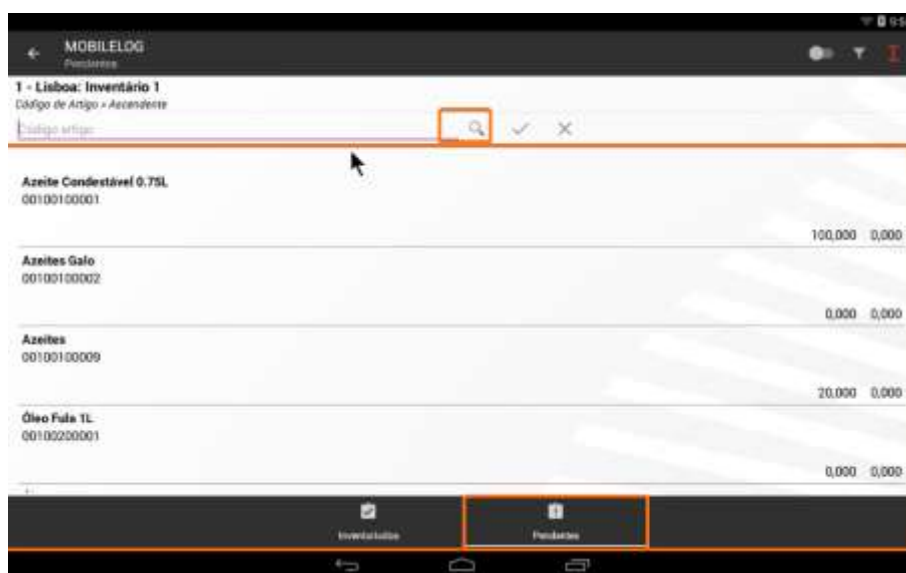 9:5
MOBILELOG
Pendentes
1 - Lisboa: Inventário 1
Código de Artigo » Ascendente
Código artigo
Azeite Condestável 0.75L
00100100001
100,000 0,000
Azeites Galo
00100100002
0,000 0,000
Azeites
00100100009
20,000 0,000
Óleo Fula 1L
00100200001
0,000 0,000
Inventariados
Pendentes